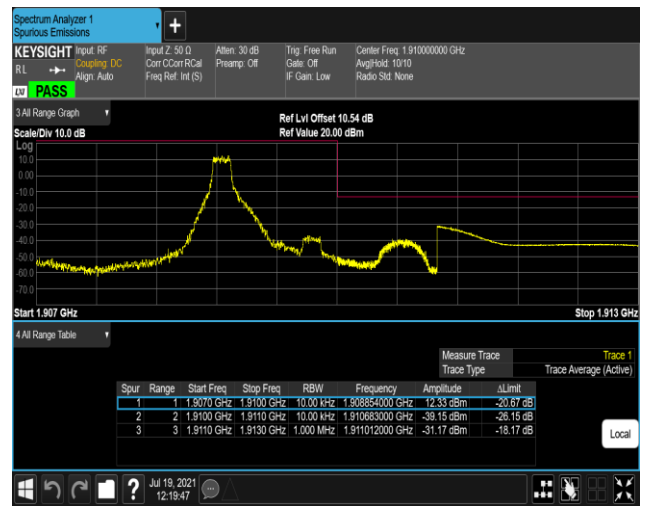 Spectrum Analyzer 1
Spurious Emissions
KEYSIGHT Input: RF Input Z: 50 Ω Atten: 30 dB Trig: Free Run Center Freq: 1.910000000 GHz
RL Coupling: DC Corr CCorr RCal Preamp: Off Gate: Off Avg|Hold: 10/10
Align: Auto Freq Ref: Int (S) IF Gain: Low Radio Std: None
LXI PASS
3 All Range Graph
Ref Lvl Offset 10.54 dB
Scale/Div 10.0 dB Ref Value 20.00 dBm
Log
10.0
0.00
-10.0
-20.0
-30.0
-40.0
-50.0
-60.0
-70.0
Start 1.907 GHz Stop 1.913 GHz
4 All Range Table
Measure Trace Trace 1
Trace Type Trace Average (Active)
Spur Range Start Freq Stop Freq RBW Frequency Amplitude ΔLimit
1 1 1.9070 GHz 1.9100 GHz 10.00 kHz 1.908854000 GHz 12.33 dBm -20.67 dB
2 2 1.9100 GHz 1.9110 GHz 10.00 kHz 1.910683000 GHz -39.15 dBm -26.15 dB
3 3 1.9110 GHz 1.9130 GHz 1.000 MHz 1.911012000 GHz -31.17 dBm -18.17 dB
Local
Jul 19, 2021
12:19:47